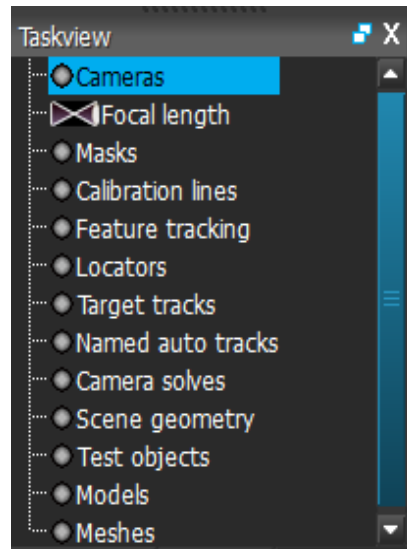 Taskview X
Cameras
Focal length
Masks
Calibration lines
Feature tracking
Locators
Target tracks
Named auto tracks
Camera solves
Scene geometry
Test objects
Models
Meshes